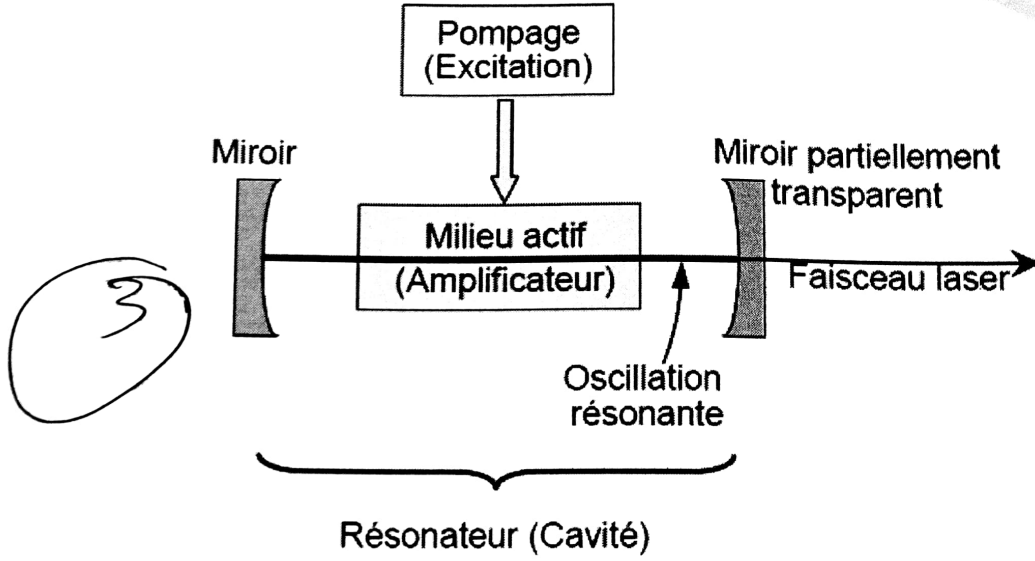 Pompage
(Excitation)
Miroir
Miroir partiellement
transparent
Milieu actif
(Amplificateur)
Faisceau laser
3
Oscillation
résonante
Résonateur (Cavité)